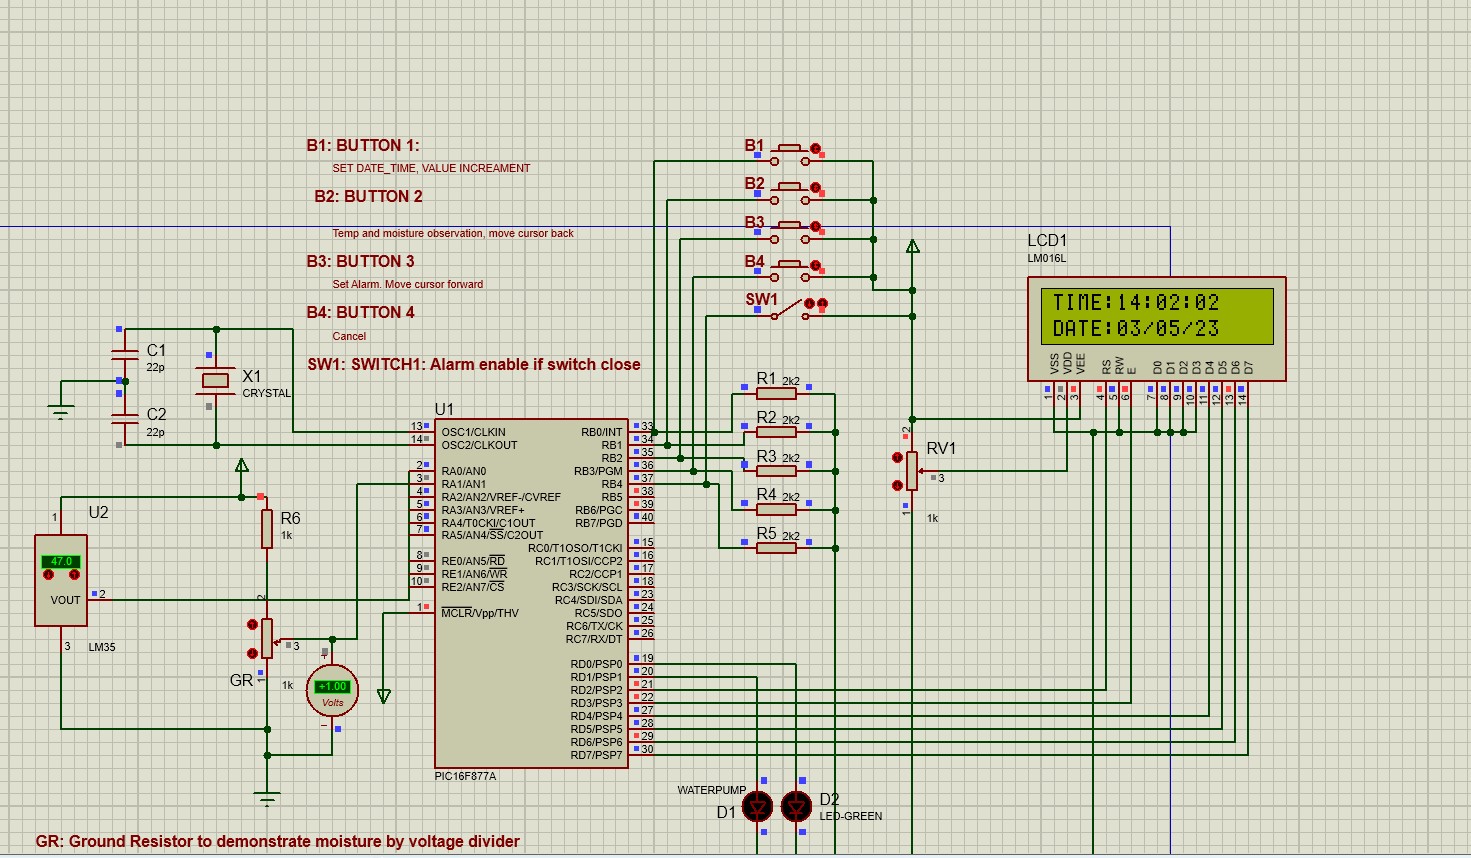 B1: BUTTON 1:
SET DATE_TIME, VALUE INCREAMENT
B2: BUTTON 2
Temp and moisture observation, move cursor back
B3: BUTTON 3
Set Alarm. Move cursor forward
B4: BUTTON 4
Cancel
SW1: SWITCH1: Alarm enable if switch close
B1
B2
B3
B4
SW1
LCD1
LM016L
TIME:14:02:02
DATE:03/05/23
VSS VDD VEE RS RW E D0 D1 D2 D3 D4 D5 D6 D7
1 2 3 4 5 6 7 8 9 10 11 12 13 14
C1
22p
C2
22p
X1
CRYSTAL
R1 2k2
R2 2k2
R3 2k2
R4 2k2
R5 2k2
RV1
2
3
1
1k
U1
13 OSC1/CLKIN
14 OSC2/CLKOUT
2 RA0/AN0
3 RA1/AN1
4 RA2/AN2/VREF-/CVREF
5 RA3/AN3/VREF+
6 RA4/T0CKI/C1OUT
7 RA5/AN4/SS/C2OUT
8 RE0/AN5/RD
9 RE1/AN6/WR
10 RE2/AN7/CS
1 MCLR/Vpp/THV
RB0/INT 33
RB1 34
RB2 35
RB3/PGM 36
RB4 37
RB5 38
RB6/PGC 39
RB7/PGD 40
RC0/T1OSO/T1CKI 15
RC1/T1OSI/CCP2 16
RC2/CCP1 17
RC3/SCK/SCL 18
RC4/SDI/SDA 23
RC5/SDO 24
RC6/TX/CK 25
RC7/RX/DT 26
RD0/PSP0 19
RD1/PSP1 20
RD2/PSP2 21
RD3/PSP3 22
RD4/PSP4 27
RD5/PSP5 28
RD6/PSP6 29
RD7/PSP7 30
PIC16F877A
U2
1
47.0
VOUT 2
3
LM35
R6
1k
2
3
GR 1
1k
+
+1.00
Volts
−
WATERPUMP
D1
D2
LED-GREEN
GR: Ground Resistor to demonstrate moisture by voltage divider